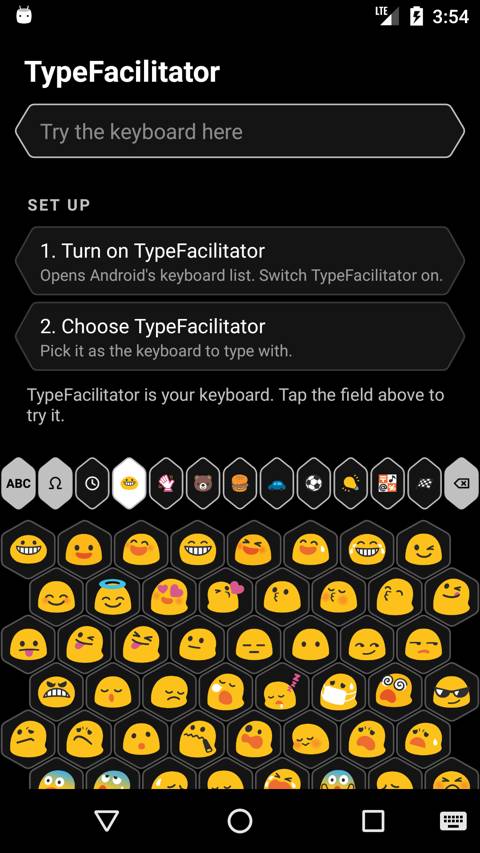 LTE 3:54
TypeFacilitator
Try the keyboard here
SET UP
1. Turn on TypeFacilitator
Opens Android's keyboard list. Switch TypeFacilitator on.
2. Choose TypeFacilitator
Pick it as the keyboard to type with.
TypeFacilitator is your keyboard. Tap the field above to
try it.
ABC Ω